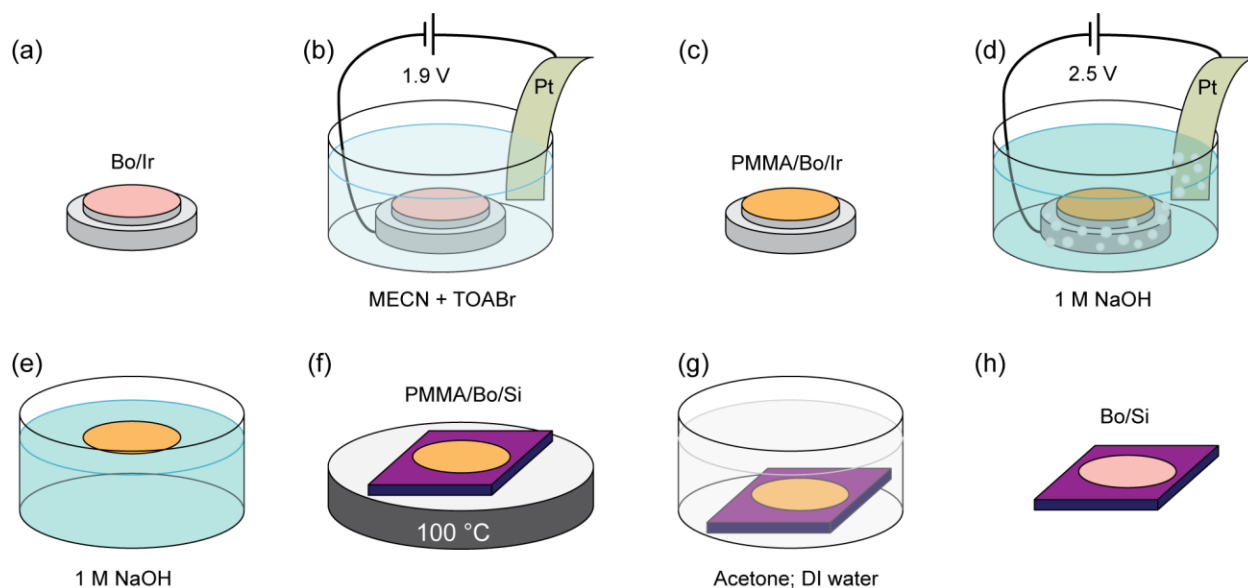 (a)
Bo/Ir
(b)
1.9 V
Pt
MECN + TOABr
(c)
PMMA/Bo/Ir
(d)
2.5 V
Pt
1 M NaOH
(e)
1 M NaOH
(f)
PMMA/Bo/Si
100 °C
(g)
Acetone; DI water
(h)
Bo/Si